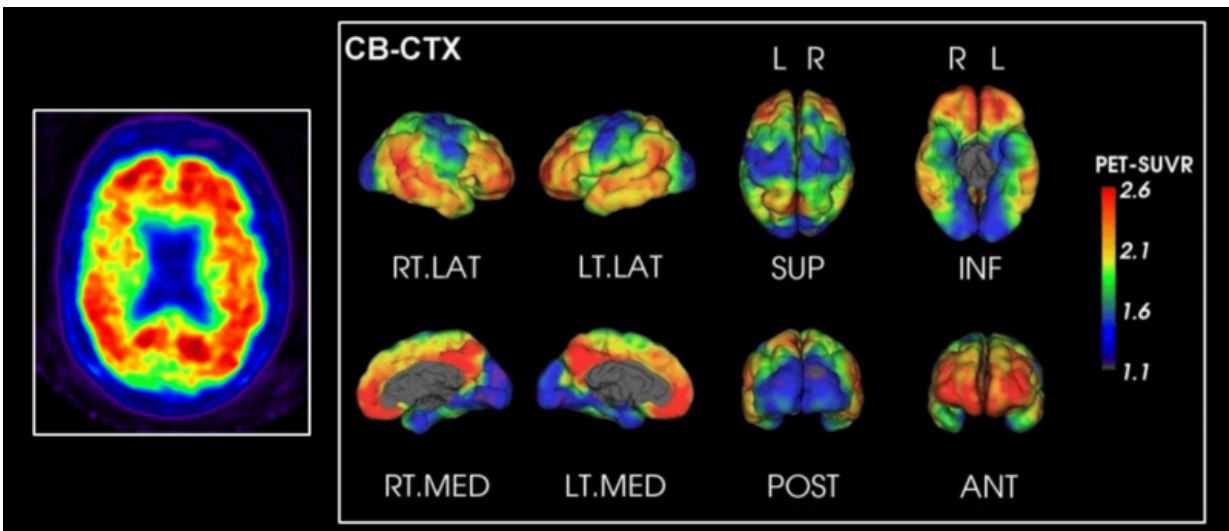 CB-CTX
L R
R L
RT.LAT
LT.LAT
SUP
INF
PET-SUVR
2.6
2.1
1.6
1.1
RT.MED
LT.MED
POST
ANT